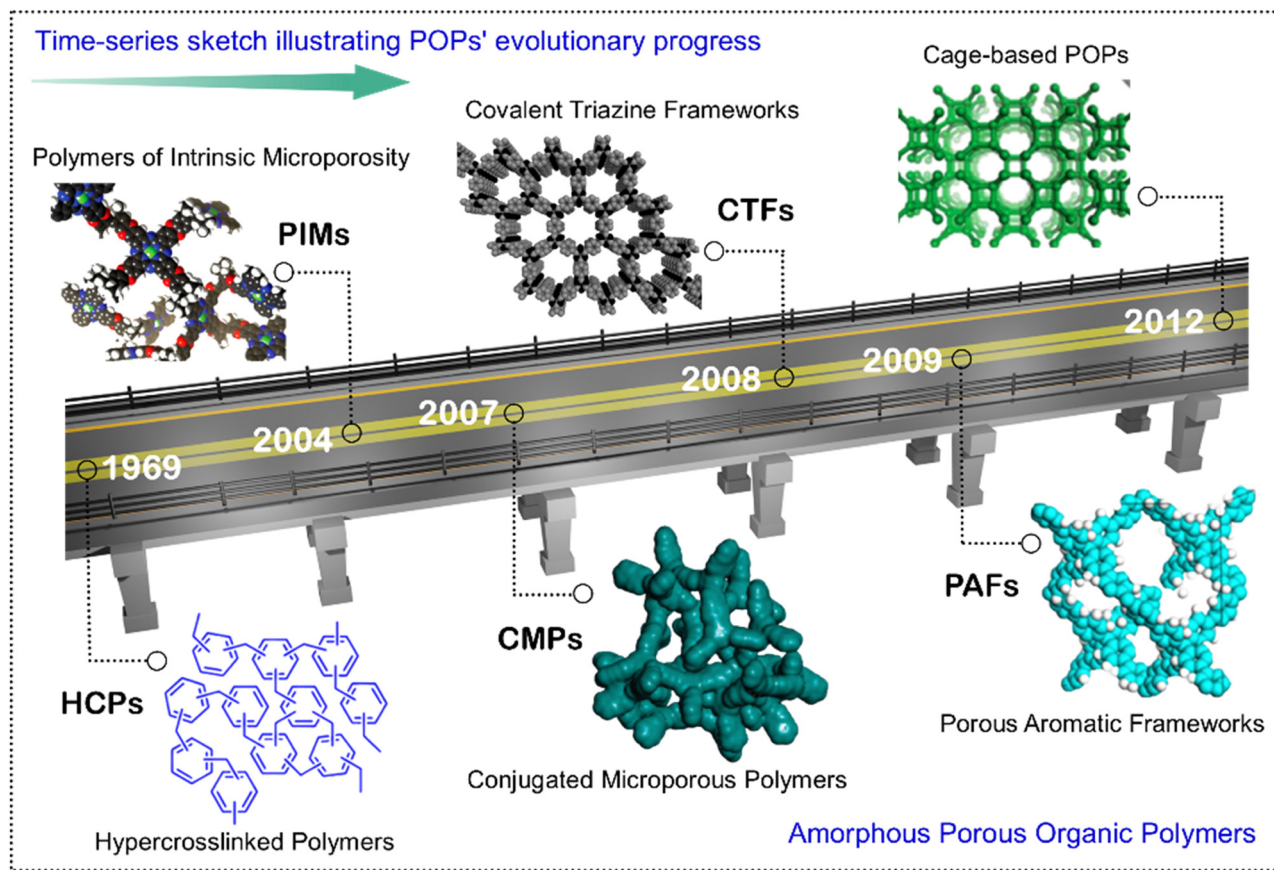 Time-series sketch illustrating POPs' evolutionary progress
Cage-based POPs
Covalent Triazine Frameworks
Polymers of Intrinsic Microporosity
PIMs
CTFs
1969
2004
2007
2008
2009
2012
HCPs
CMPs
PAFs
Hypercrosslinked Polymers
Conjugated Microporous Polymers
Porous Aromatic Frameworks
Amorphous Porous Organic Polymers